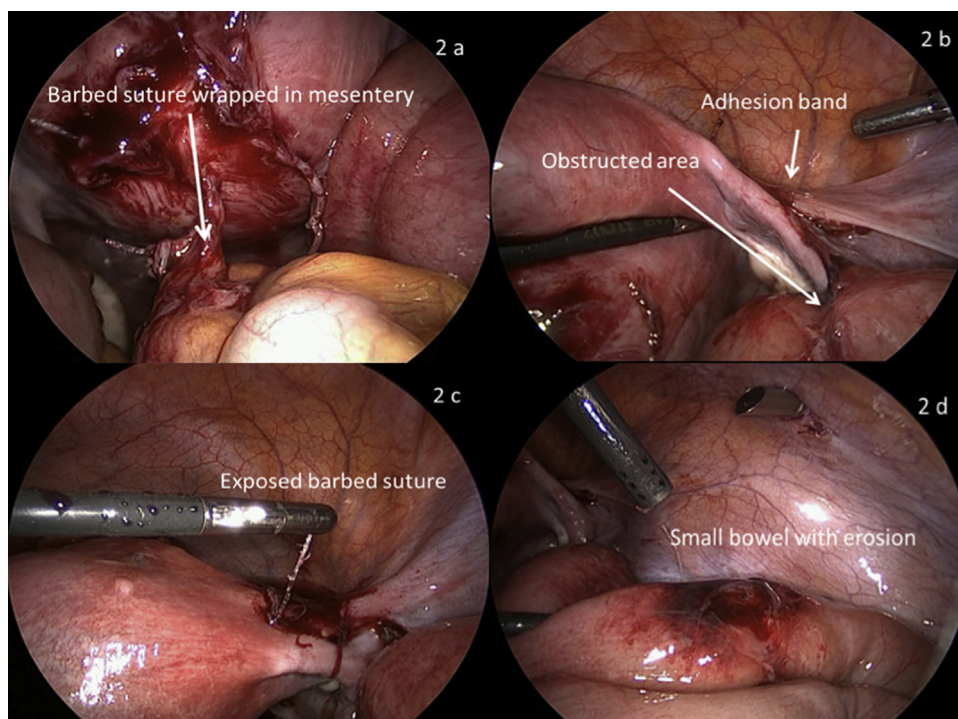 2 a
Barbed suture wrapped in mesentery
2 b
Adhesion band
Obstructed area
2 c
Exposed barbed suture
2 d
Small bowel with erosion